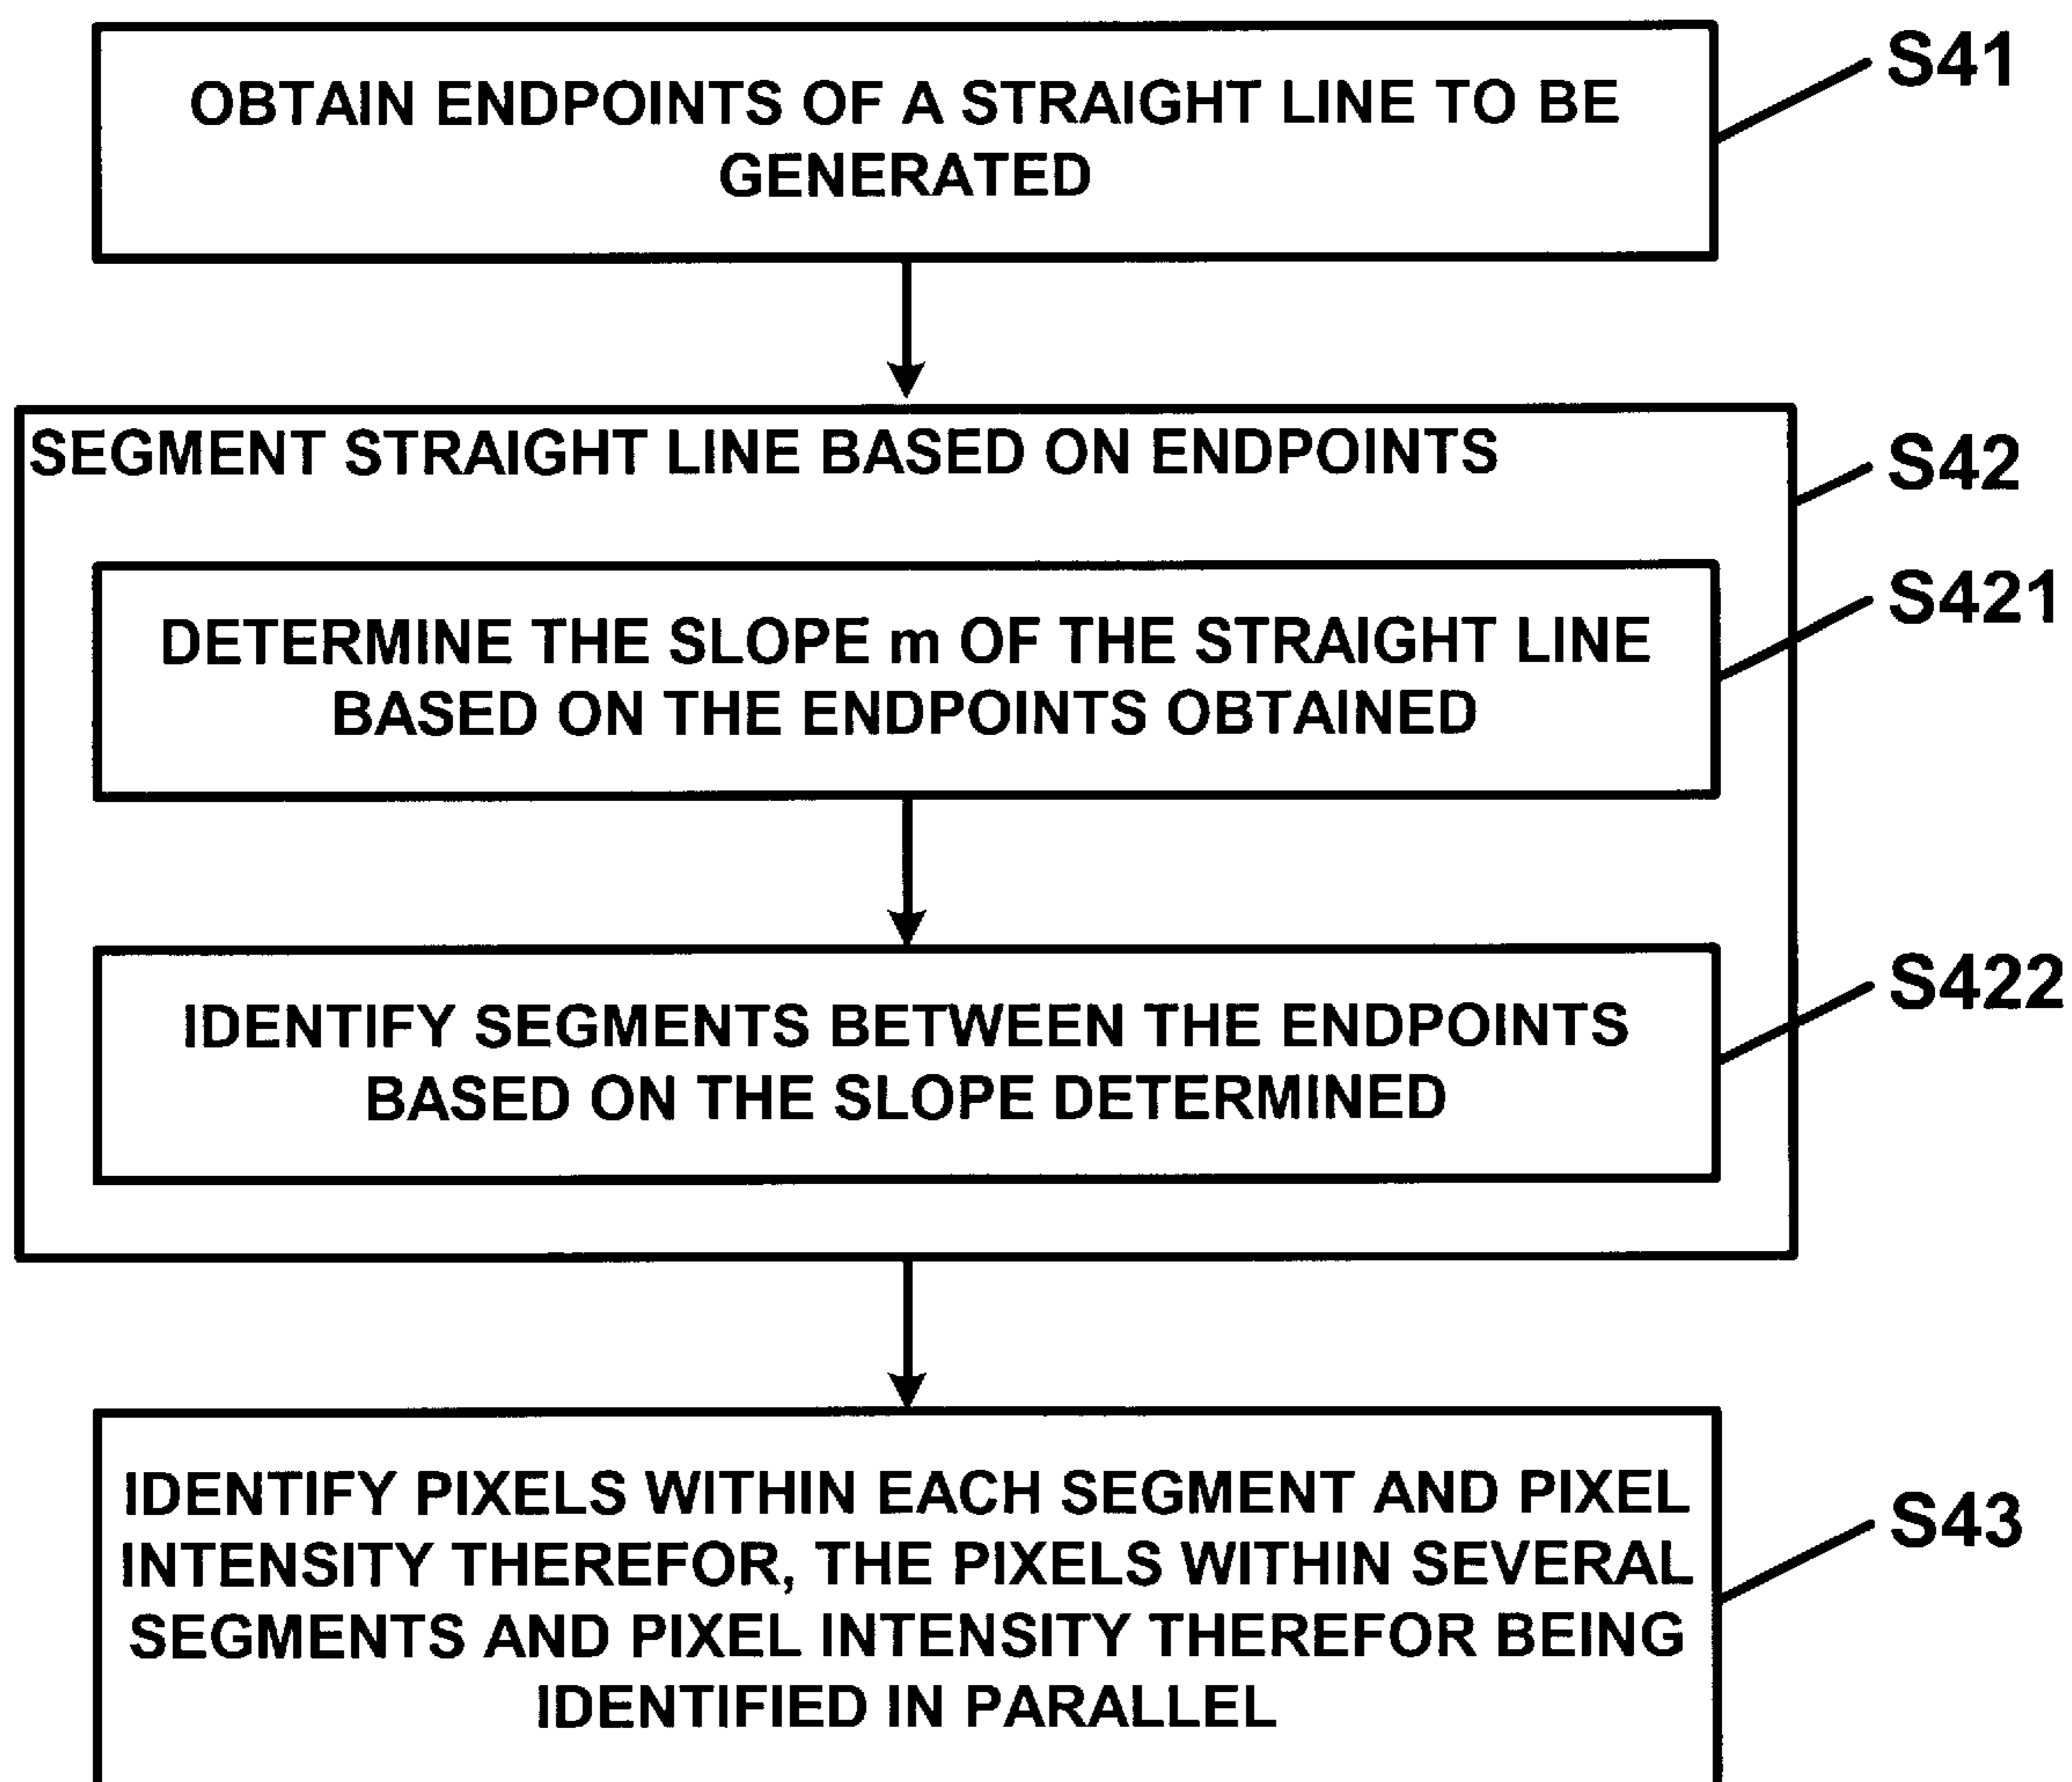 OBTAIN ENDPOINTS OF A STRAIGHT LINE TO BE
GENERATED
S41
SEGMENT STRAIGHT LINE BASED ON ENDPOINTS
S42
DETERMINE THE SLOPE m OF THE STRAIGHT LINE
BASED ON THE ENDPOINTS OBTAINED
S421
IDENTIFY SEGMENTS BETWEEN THE ENDPOINTS
BASED ON THE SLOPE DETERMINED
S422
IDENTIFY PIXELS WITHIN EACH SEGMENT AND PIXEL
INTENSITY THEREFOR, THE PIXELS WITHIN SEVERAL
SEGMENTS AND PIXEL INTENSITY THEREFOR BEING
IDENTIFIED IN PARALLEL
S43